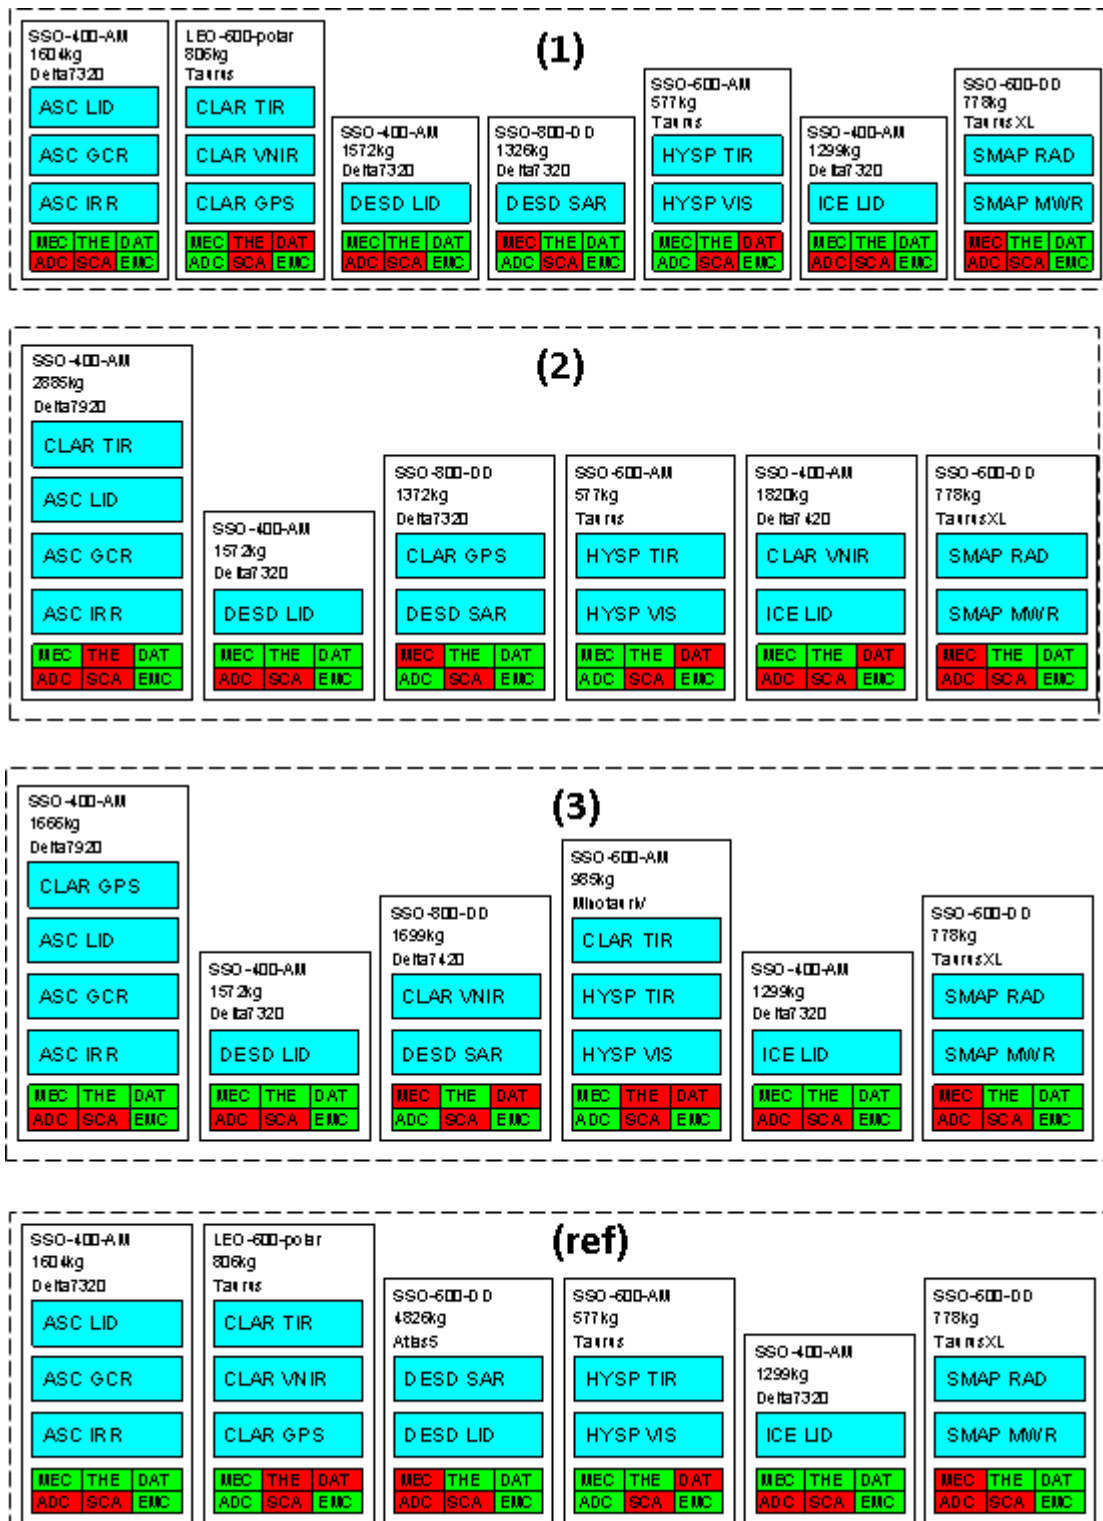 (1)
SSO-400-AM
1604kg
Delta7320
ASC LID
ASC GCR
ASC IRR
MEC THE DAT
ADC SCA EMC
LEO-600-polar
806kg
Taurus
CLAR TIR
CLAR VNIR
CLAR GPS
MEC THE DAT
ADC SCA EMC
SSO-400-AM
1572kg
Delta7320
DESD LID
MEC THE DAT
ADC SCA EMC
SSO-800-DD
1326kg
Delta7320
DESD SAR
MEC THE DAT
ADC SCA EMC
SSO-600-AM
577kg
Taurus
HYSP TIR
HYSP VIS
MEC THE DAT
ADC SCA EMC
SSO-400-AM
1299kg
Delta7320
ICE LID
MEC THE DAT
ADC SCA EMC
SSO-600-DD
778kg
TaurusXL
SMAP RAD
SMAP MWR
MEC THE DAT
ADC SCA EMC
(2)
SSO-400-AM
2885kg
Delta7920
CLAR TIR
ASC LID
ASC GCR
ASC IRR
MEC THE DAT
ADC SCA EMC
SSO-400-AM
1572kg
Delta7320
DESD LID
MEC THE DAT
ADC SCA EMC
SSO-800-DD
1372kg
Delta7320
CLAR GPS
DESD SAR
MEC THE DAT
ADC SCA EMC
SSO-600-AM
577kg
Taurus
HYSP TIR
HYSP VIS
MEC THE DAT
ADC SCA EMC
SSO-400-AM
1820kg
Delta7420
CLAR VNIR
ICE LID
MEC THE DAT
ADC SCA EMC
SSO-600-DD
778kg
TaurusXL
SMAP RAD
SMAP MWR
MEC THE DAT
ADC SCA EMC
(3)
SSO-400-AM
1666kg
Delta7920
CLAR GPS
ASC LID
ASC GCR
ASC IRR
MEC THE DAT
ADC SCA EMC
SSO-400-AM
1572kg
Delta7320
DESD LID
MEC THE DAT
ADC SCA EMC
SSO-800-DD
1699kg
Delta7420
CLAR VNIR
DESD SAR
MEC THE DAT
ADC SCA EMC
SSO-600-AM
985kg
MinotaurIV
CLAR TIR
HYSP TIR
HYSP VIS
MEC THE DAT
ADC SCA EMC
SSO-400-AM
1299kg
Delta7320
ICE LID
MEC THE DAT
ADC SCA EMC
SSO-600-DD
778kg
TaurusXL
SMAP RAD
SMAP MWR
MEC THE DAT
ADC SCA EMC
(ref)
SSO-400-AM
1604kg
Delta7320
ASC LID
ASC GCR
ASC IRR
MEC THE DAT
ADC SCA EMC
LEO-600-polar
806kg
Taurus
CLAR TIR
CLAR VNIR
CLAR GPS
MEC THE DAT
ADC SCA EMC
SSO-600-DD
4826kg
Atlas5
DESD SAR
DESD LID
MEC THE DAT
ADC SCA EMC
SSO-600-AM
577kg
Taurus
HYSP TIR
HYSP VIS
MEC THE DAT
ADC SCA EMC
SSO-400-AM
1299kg
Delta7320
ICE LID
MEC THE DAT
ADC SCA EMC
SSO-600-DD
778kg
TaurusXL
SMAP RAD
SMAP MWR
MEC THE DAT
ADC SCA EMC